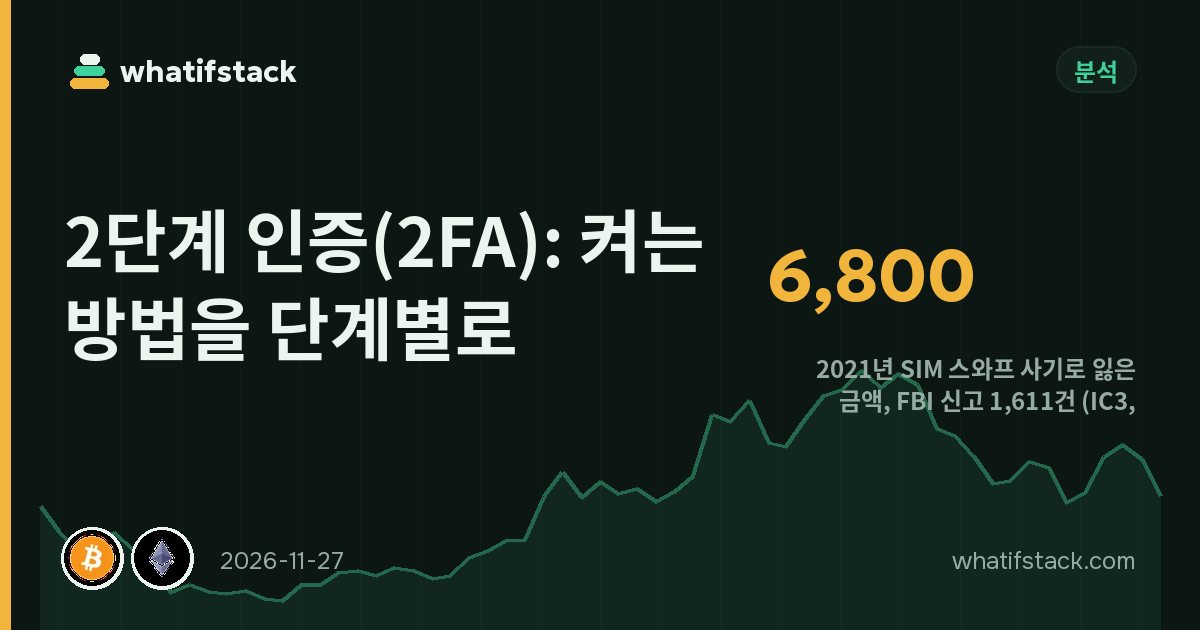 whatifstack
분석
2단계 인증(2FA): 켜는
방법을 단계별로
6,800
2021년 SIM 스와프 사기로 잃은
금액, FBI 신고 1,611건 (IC3,
2026-11-27
whatifstack.com